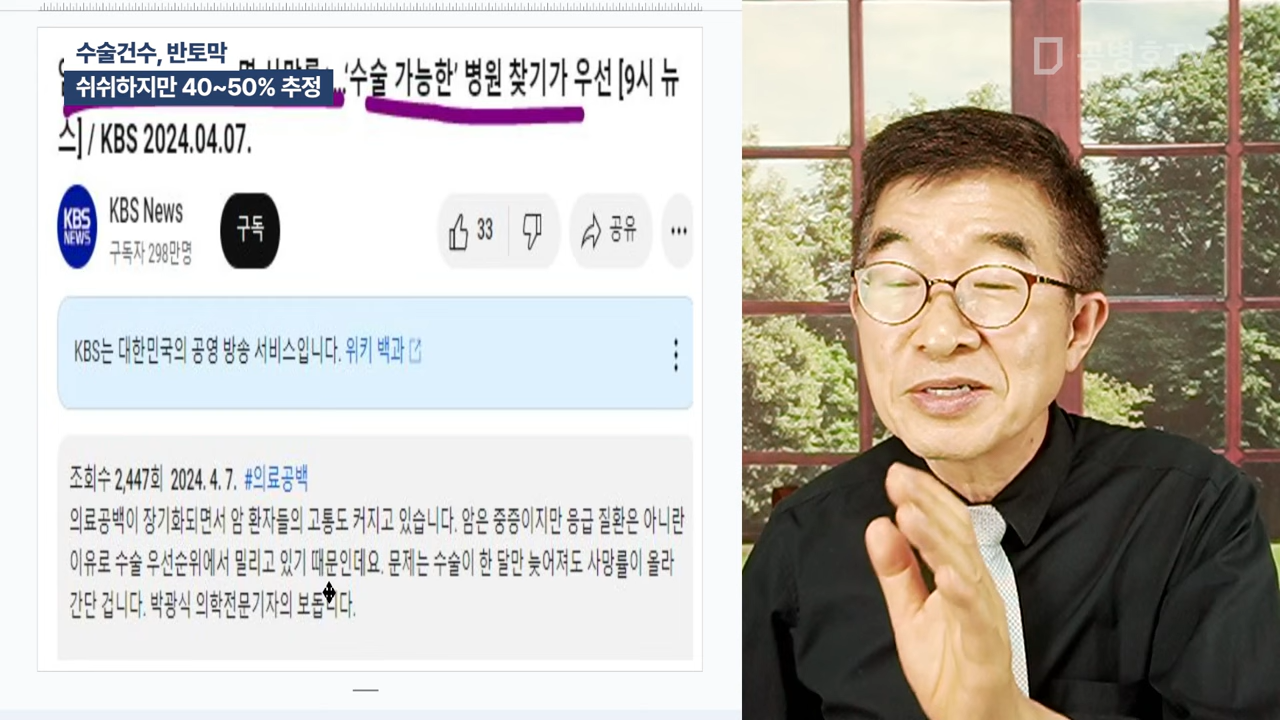 수술건수, 반토막
쉬쉬하지만 40~50% 추정
‘수술 가능한’ 병원 찾기가 우선 [9시 뉴
스] / KBS 2024.04.07.
KBS
NEWS
KBS News
구독자 298만명
구독
33
공유
KBS는 대한민국의 공영 방송 서비스입니다. 위키 백과
조회수 2,447회 2024. 4. 7. #의료공백
의료공백이 장기화되면서 암 환자들의 고통도 커지고 있습니다. 암은 중증이지만 응급 질환은 아니란
이유로 수술 우선순위에서 밀리고 있기 때문인데요. 문제는 수술이 한 달만 늦어져도 사망률이 올라
간단 겁니다. 박광식 의학전문기자의 보돕니다.